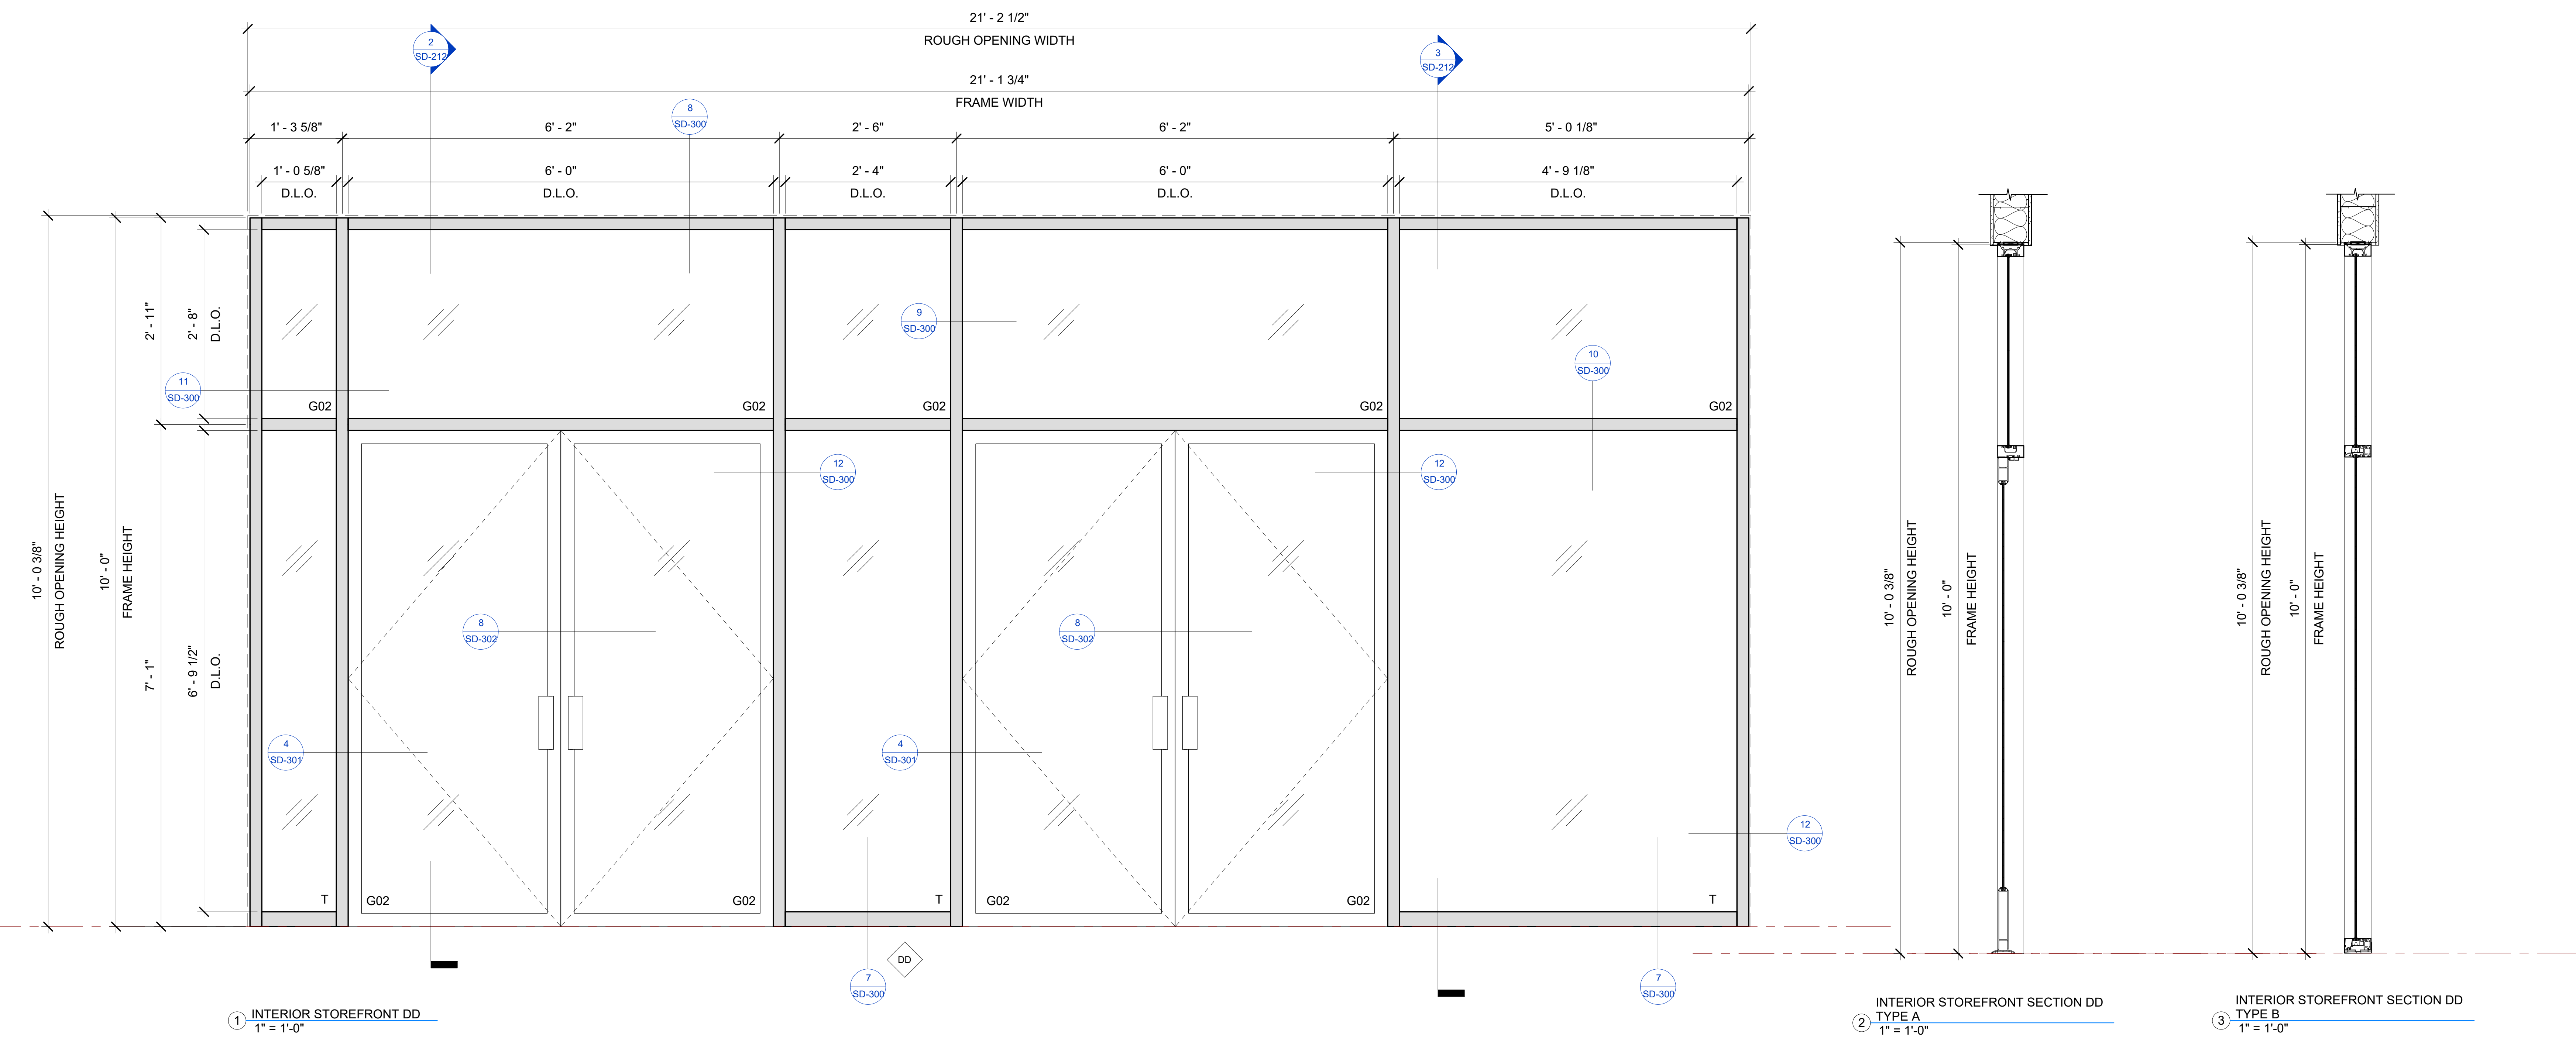 21' - 2 1/2"
ROUGH OPENING WIDTH
2
SD-212
3
SD-212
21' - 1 3/4"
FRAME WIDTH
8
SD-300
1' - 3 5/8"
6' - 2"
2' - 6"
6' - 2"
5' - 0 1/8"
1' - 0 5/8"
D.L.O.
6' - 0"
D.L.O.
2' - 4"
D.L.O.
6' - 0"
D.L.O.
4' - 9 1/8"
D.L.O.
10' - 0 3/8"
ROUGH OPENING HEIGHT
10' - 0"
FRAME HEIGHT
2' - 11"
7' - 1"
2' - 8"
D.L.O.
6' - 9 1/2"
D.L.O.
9
SD-300
10
SD-300
11
SD-300
G02
G02
G02
G02
G02
12
SD-300
12
SD-300
8
SD-302
8
SD-302
4
SD-301
4
SD-301
12
SD-300
T
G02
G02
T
G02
G02
T
DD
7
SD-300
7
SD-300
1
INTERIOR STOREFRONT DD
1" = 1'-0"
10' - 0 3/8"
ROUGH OPENING HEIGHT
10' - 0"
FRAME HEIGHT
2
INTERIOR STOREFRONT SECTION DD
TYPE A
1" = 1'-0"
10' - 0 3/8"
ROUGH OPENING HEIGHT
10' - 0"
FRAME HEIGHT
3
INTERIOR STOREFRONT SECTION DD
TYPE B
1" = 1'-0"